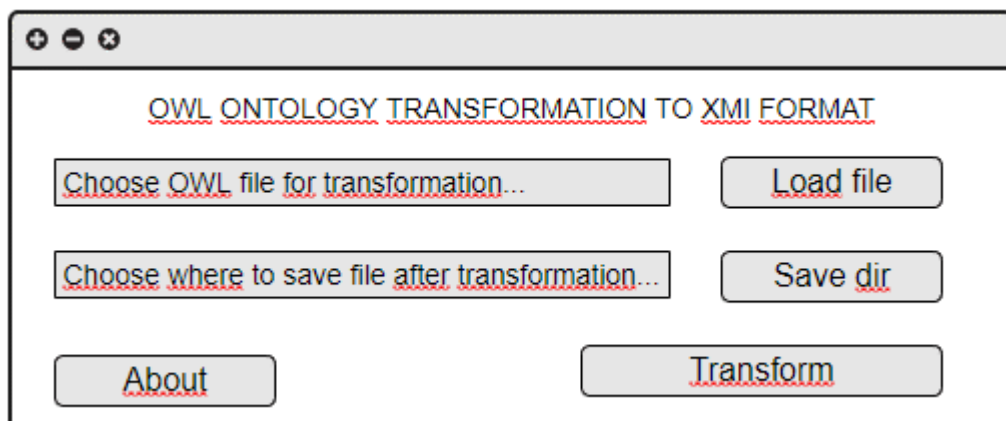 OWL ONTOLOGY TRANSFORMATION TO XMI FORMAT
Choose OWL file for transformation...
Load file
Choose where to save file after transformation...
Save dir
About
Transform